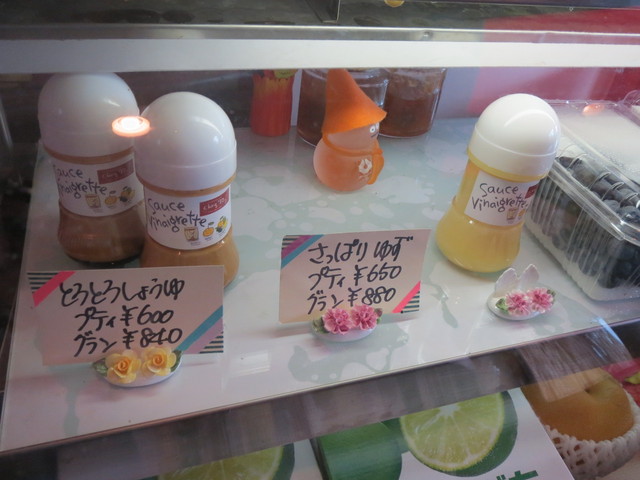 Sauce
Vinaigrette
Sauce
Vinaigrette
Sauce
Vinaigrette
とろとろしょうゆ
プティ ¥600
グラン ¥840
さっぱり ゆず
プティ ¥650
グラン ¥880